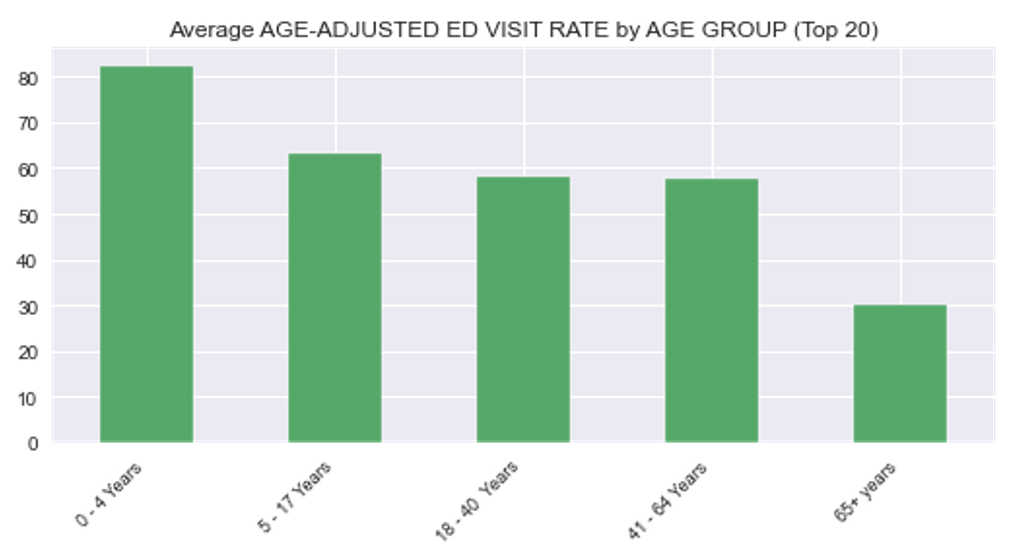 Average AGE-ADJUSTED ED VISIT RATE by AGE GROUP (Top 20)
80
70
60
50
40
30
20
10
0
0 - 4 Years
5 - 17 Years
18 - 40  Years
41 - 64 Years
65+ years